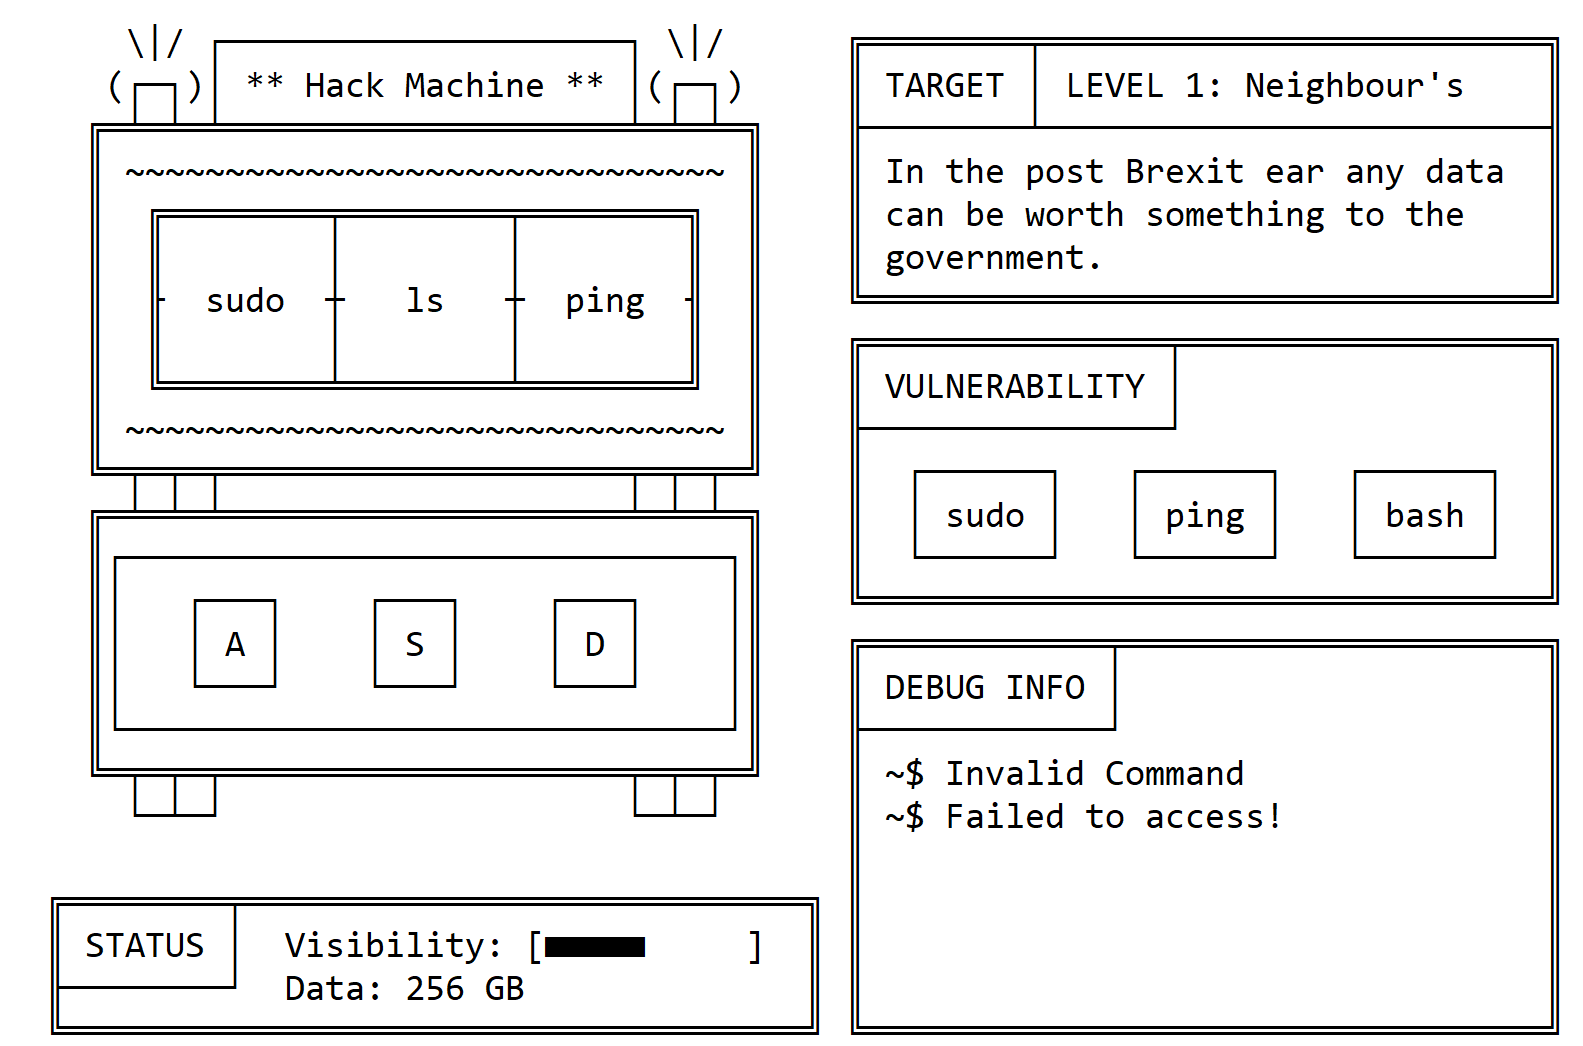 ** Hack Machine **
sudo ls ping
A S D
STATUS
Visibility: [█████     ]
Data: 256 GB
TARGET
LEVEL 1: Neighbour's
In the post Brexit ear any data
can be worth something to the
government.
VULNERABILITY
sudo ping bash
DEBUG INFO
~$ Invalid Command
~$ Failed to access!